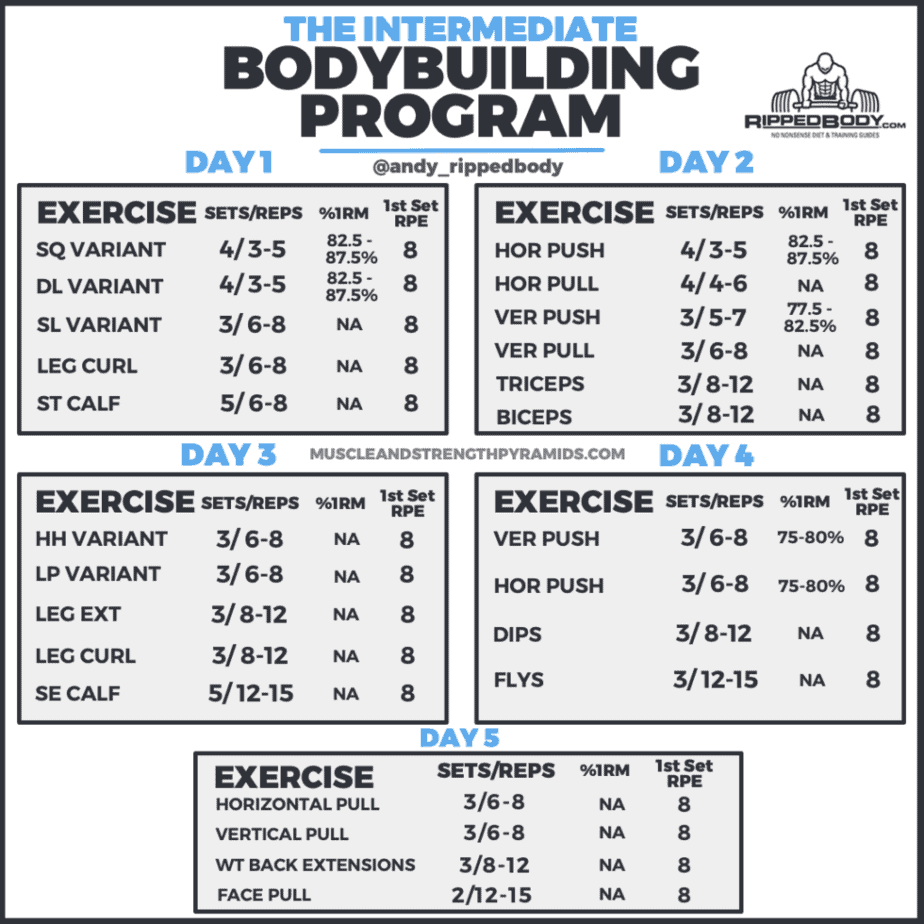 THE INTERMEDIATE
BODYBUILDING
PROGRAM
@andy_rippedbody
RIPPEDBODY.COM
NO NONSENSE DIET & TRAINING GUIDES
DAY 1
EXERCISE SETS/REPS %1RM 1st Set RPE
SQ VARIANT 4/3-5 82.5 - 87.5% 8
DL VARIANT 4/3-5 82.5 - 87.5% 8
SL VARIANT 3/6-8 NA 8
LEG CURL 3/6-8 NA 8
ST CALF 5/6-8 NA 8
DAY 2
EXERCISE SETS/REPS %1RM 1st Set RPE
HOR PUSH 4/3-5 82.5 - 87.5% 8
HOR PULL 4/4-6 NA 8
VER PUSH 3/5-7 77.5 - 82.5% 8
VER PULL 3/6-8 NA 8
TRICEPS 3/8-12 NA 8
BICEPS 3/8-12 NA 8
DAY 3
MUSCLEANDSTRENGTHPYRAMIDS.COM
EXERCISE SETS/REPS %1RM 1st Set RPE
HH VARIANT 3/6-8 NA 8
LP VARIANT 3/6-8 NA 8
LEG EXT 3/8-12 NA 8
LEG CURL 3/8-12 NA 8
SE CALF 5/12-15 NA 8
DAY 4
EXERCISE SETS/REPS %1RM 1st Set RPE
VER PUSH 3/6-8 75-80% 8
HOR PUSH 3/6-8 75-80% 8
DIPS 3/8-12 NA 8
FLYS 3/12-15 NA 8
DAY 5
EXERCISE SETS/REPS %1RM 1st Set RPE
HORIZONTAL PULL 3/6-8 NA 8
VERTICAL PULL 3/6-8 NA 8
WT BACK EXTENSIONS 3/8-12 NA 8
FACE PULL 2/12-15 NA 8